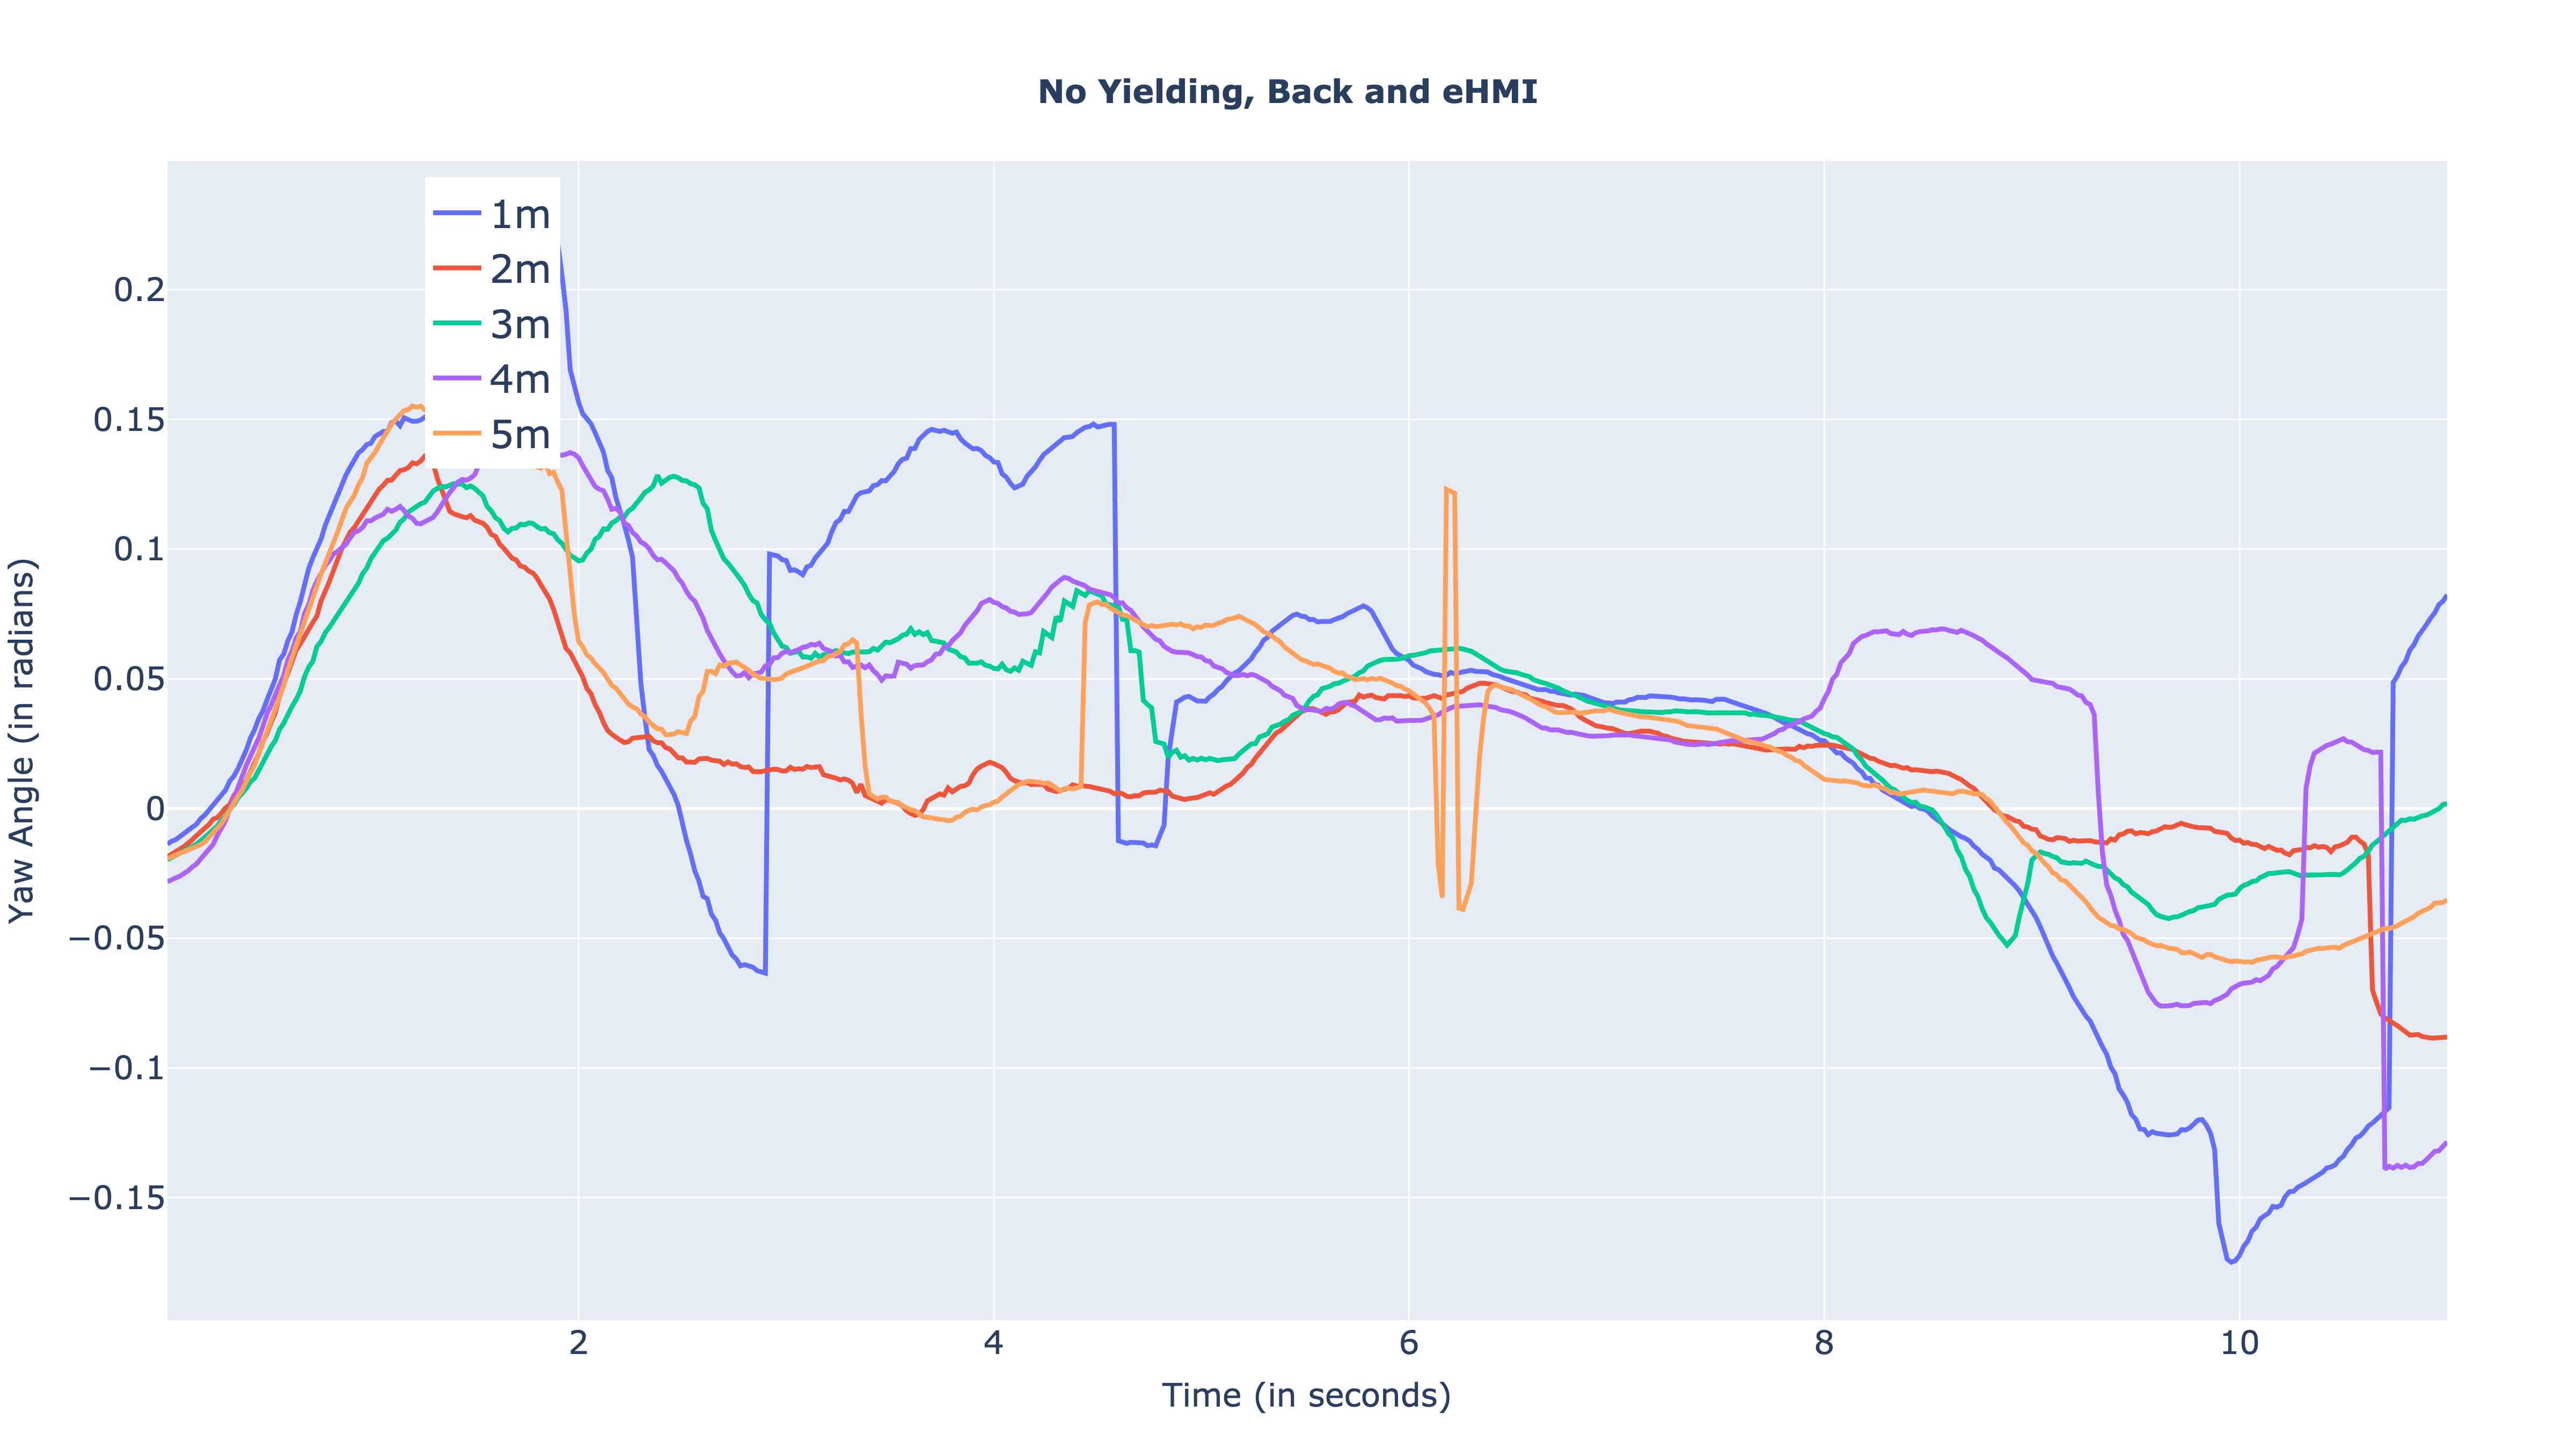 No Yielding, Back and eHMI
1m
2m
3m
4m
5m
0.2
0.15
0.1
0.05
0
−0.05
−0.1
−0.15
Yaw Angle (in radians)
2
4
6
8
10
Time (in seconds)